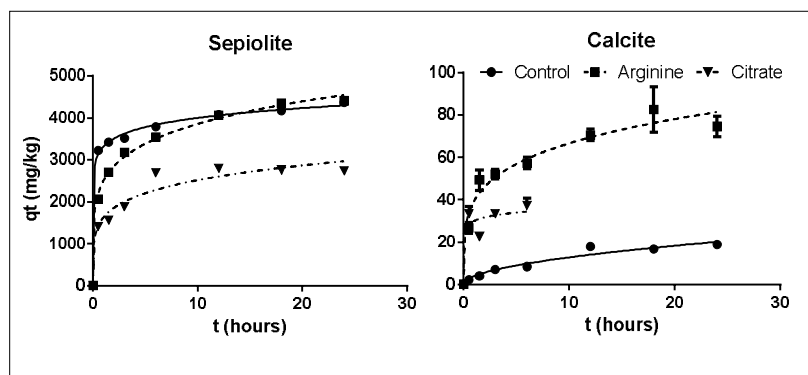 Sepiolite
5000
4000
3000
2000
1000
0
qt (mg/kg)
0 10 20 30
t (hours)
Calcite
Control Arginine Citrate
100
80
60
40
20
0
0 10 20 30
t (hours)